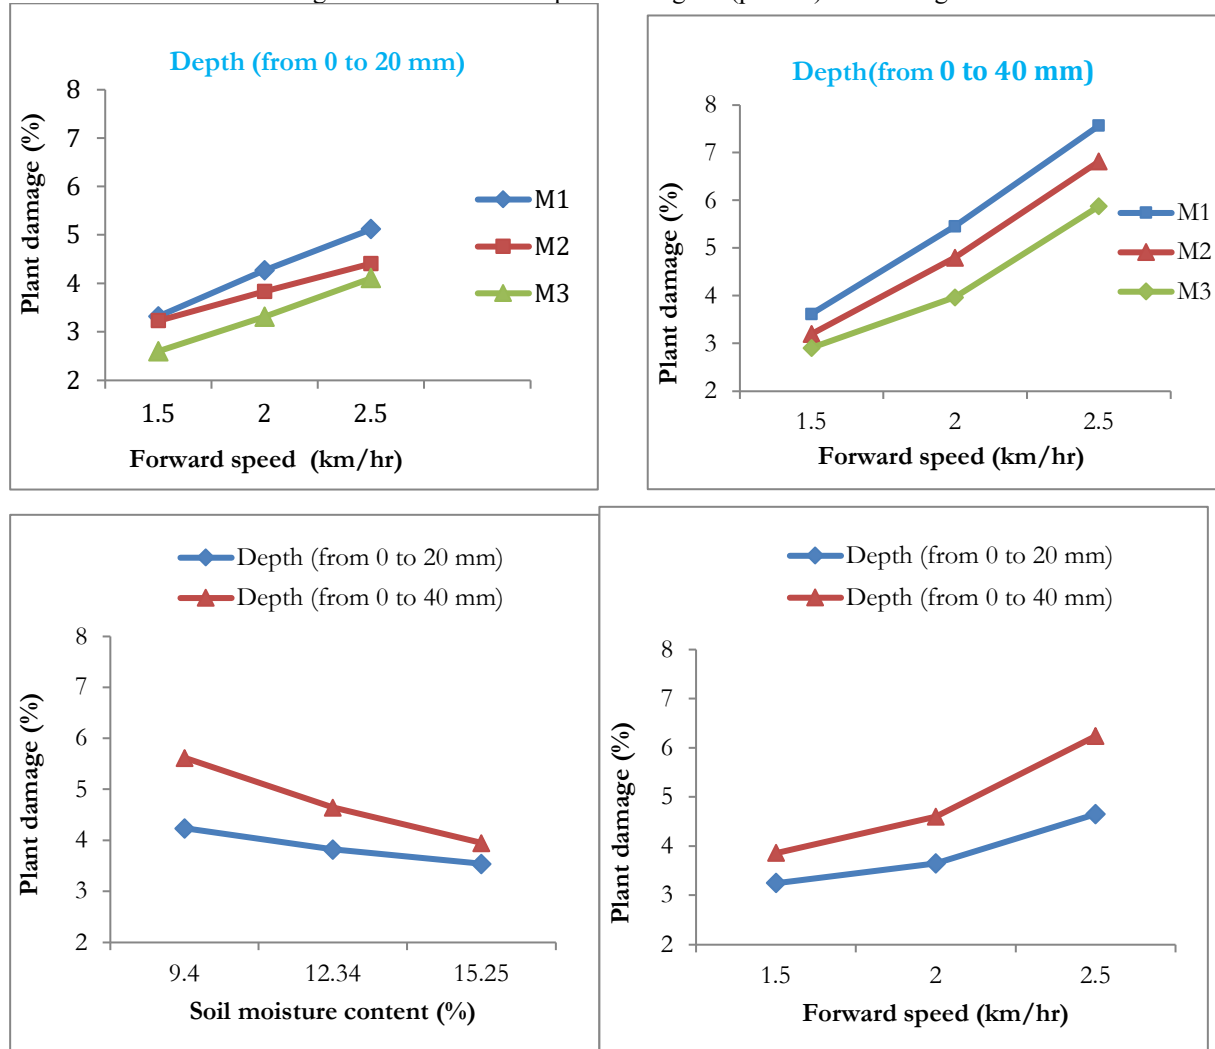 Depth (from 0 to 20 mm)
Plant damage (%)
8
7
6
5
4
3
2
1.5 2 2.5
Forward speed (km/hr)
M1
M2
M3
Depth(from 0 to 40 mm)
Plant damage (%)
8
7
6
5
4
3
2
1.5 2 2.5
Forward speed (km/hr)
M1
M2
M3
Depth (from 0 to 20 mm)
Depth (from 0 to 40 mm)
Plant damage (%)
8
7
6
5
4
3
2
9.4 12.34 15.25
Soil moisture content (%)
Depth (from 0 to 20 mm)
Depth (from 0 to 40 mm)
Plant damage (%)
8
7
6
5
4
3
2
1.5 2 2.5
Forward speed (km/hr)